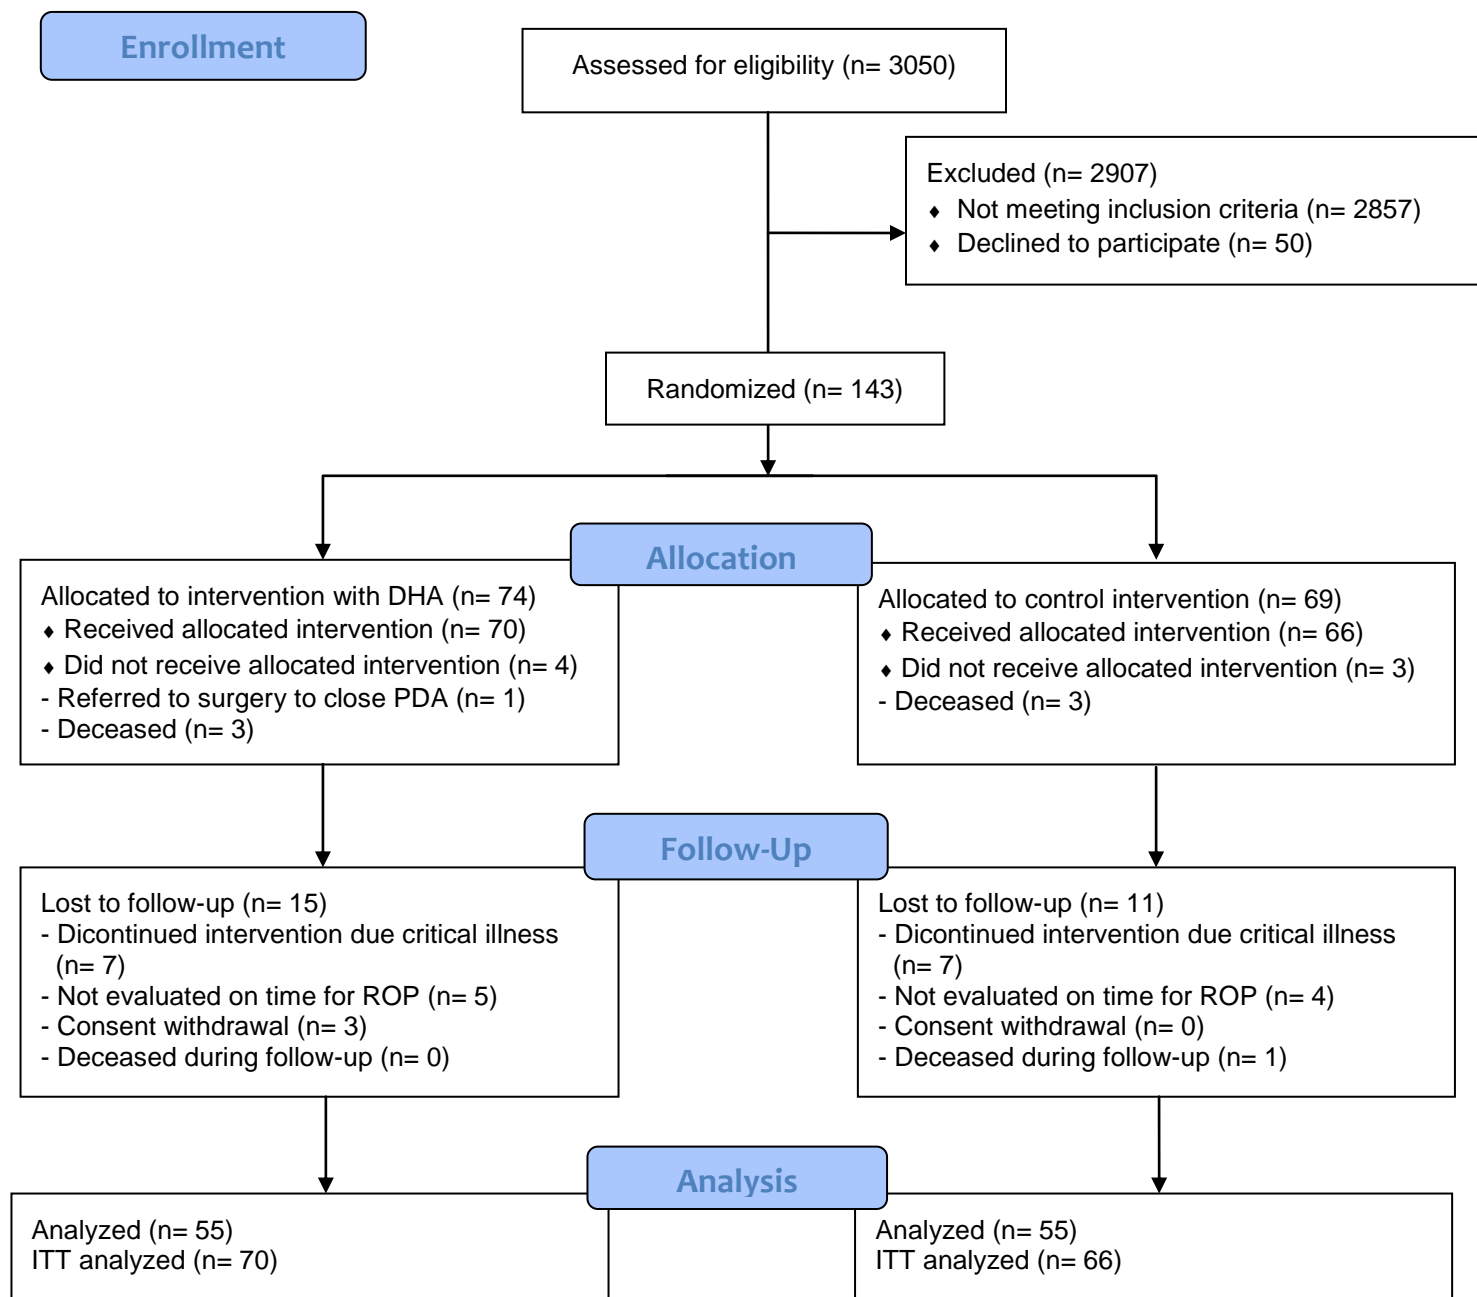 Enrollment
Assessed for eligibility (n= 3050)
Excluded (n= 2907)
♦ Not meeting inclusion criteria (n= 2857)
♦ Declined to participate (n= 50)
Randomized (n= 143)
Allocation
Allocated to intervention with DHA (n= 74)
♦ Received allocated intervention (n= 70)
♦ Did not receive allocated intervention (n= 4)
- Referred to surgery to close PDA (n= 1)
- Deceased (n= 3)
Allocated to control intervention (n= 69)
♦ Received allocated intervention (n= 66)
♦ Did not receive allocated intervention (n= 3)
- Deceased (n= 3)
Follow-Up
Lost to follow-up (n= 15)
- Dicontinued intervention due critical illness
(n= 7)
- Not evaluated on time for ROP (n= 5)
- Consent withdrawal (n= 3)
- Deceased during follow-up (n= 0)
Lost to follow-up (n= 11)
- Dicontinued intervention due critical illness
(n= 7)
- Not evaluated on time for ROP (n= 4)
- Consent withdrawal (n= 0)
- Deceased during follow-up (n= 1)
Analysis
Analyzed (n= 55)
ITT analyzed (n= 70)
Analyzed (n= 55)
ITT analyzed (n= 66)